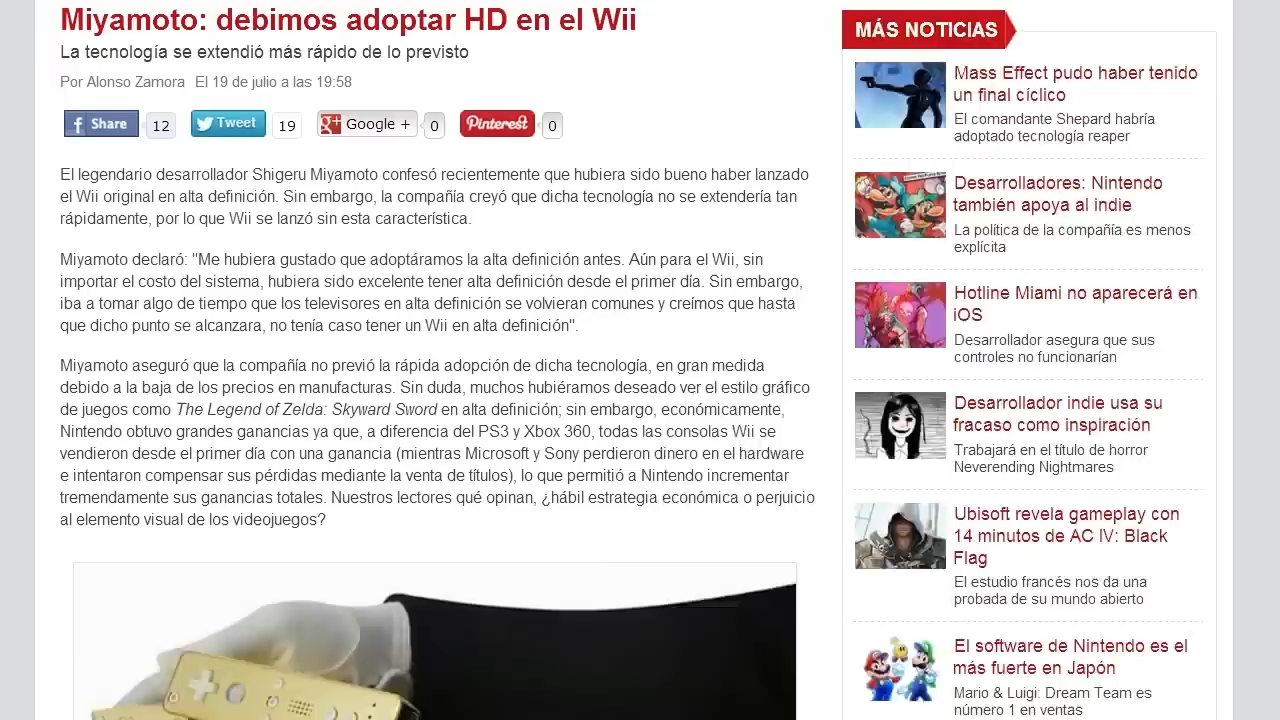 Miyamoto: debimos adoptar HD en el Wii
La tecnología se extendió más rápido de lo previsto
Por Alonso Zamora El 19 de julio a las 19:58
Share 12 Tweet 19 Google + 0 Pinterest 0
El legendario desarrollador Shigeru Miyamoto confesó recientemente que hubiera sido bueno haber lanzado
el Wii original en alta definición. Sin embargo, la compañía creyó que dicha tecnología no se extendería tan
rápidamente, por lo que Wii se lanzó sin esta característica.
Miyamoto declaró: "Me hubiera gustado que adoptáramos la alta definición antes. Aún para el Wii, sin
importar el costo del sistema, hubiera sido excelente tener alta definición desde el primer día. Sin embargo,
iba a tomar algo de tiempo que los televisores en alta definición se volvieran comunes y creímos que hasta
que dicho punto se alcanzara, no tenía caso tener un Wii en alta definición".
Miyamoto aseguró que la compañía no previó la rápida adopción de dicha tecnología, en gran medida
debido a la baja de los precios en manufacturas. Sin duda, muchos hubiéramos deseado ver el estilo gráfico
de juegos como The Legend of Zelda: Skyward Sword en alta definición; sin embargo, económicamente,
Nintendo obtuvo grandes ganancias ya que, a diferencia del PS3 y Xbox 360, todas las consolas Wii se
vendieron desde el primer día con una ganancia (mientras Microsoft y Sony perdieron dinero en el hardware
e intentaron compensar sus pérdidas mediante la venta de títulos), lo que permitió a Nintendo incrementar
tremendamente sus ganancias totales. Nuestros lectores qué opinan, ¿hábil estrategia económica o perjuicio
al elemento visual de los videojuegos?
MÁS NOTICIAS
Mass Effect pudo haber tenido
un final cíclico
El comandante Shepard habría
adoptado tecnología reaper
Desarrolladores: Nintendo
también apoya al indie
La política de la compañía es menos
explícita
Hotline Miami no aparecerá en
iOS
Desarrollador asegura que sus
controles no funcionarían
Desarrollador indie usa su
fracaso como inspiración
Trabajará en el título de horror
Neverending Nightmares
Ubisoft revela gameplay con
14 minutos de AC IV: Black
Flag
El estudio francés nos da una
probada de su mundo abierto
El software de Nintendo es el
más fuerte en Japón
Mario & Luigi: Dream Team es
número 1 en ventas